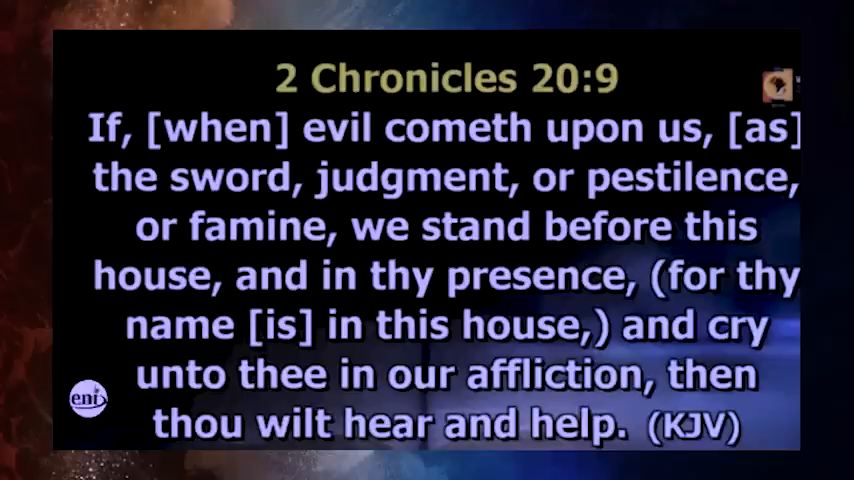 2 Chronicles 20:9
If, [when] evil cometh upon us, [as]
the sword, judgment, or pestilence,
or famine, we stand before this
house, and in thy presence, (for thy
name [is] in this house,) and cry
unto thee in our affliction, then
thou wilt hear and help. (KJV)
eni